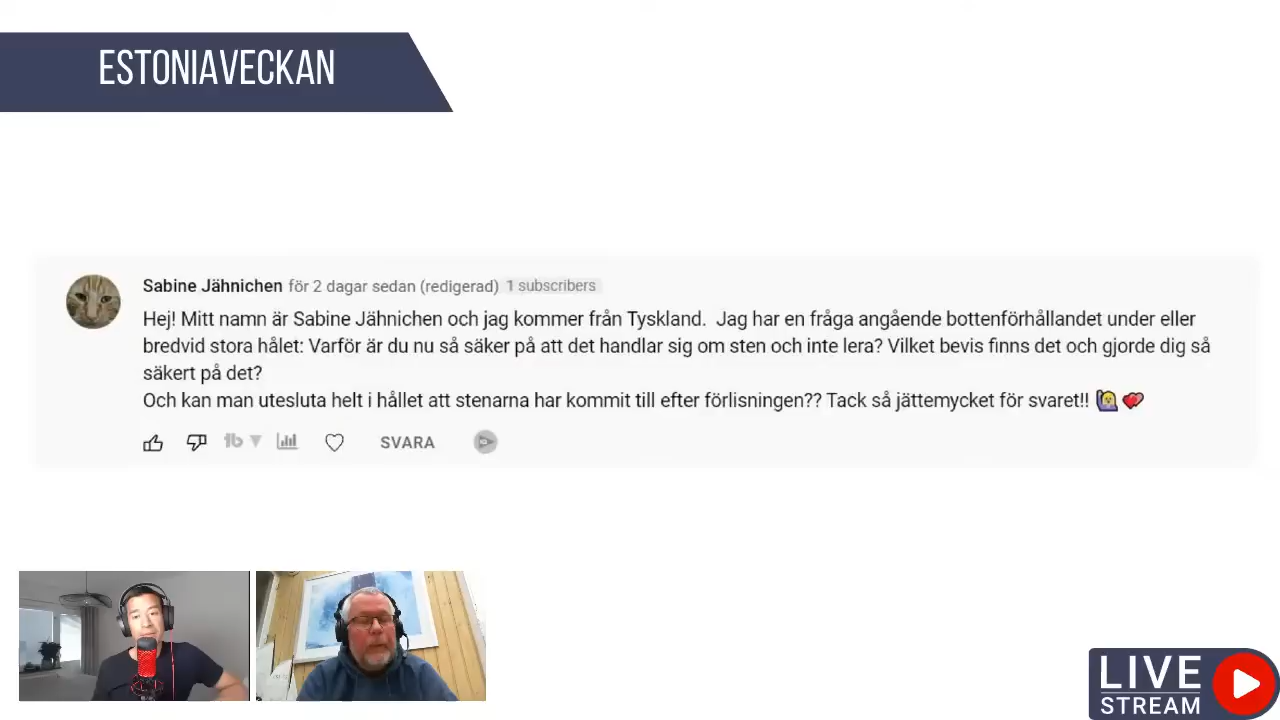 ESTONIAVECKAN
Sabine Jähnichen för 2 dagar sedan (redigerad) 1 subscribers
Hej! Mitt namn är Sabine Jähnichen och jag kommer från Tyskland. Jag har en fråga angående bottenförhållandet under eller
bredvid stora hålet: Varför är du nu så säker på att det handlar sig om sten och inte lera? Vilket bevis finns det och gjorde dig så
säkert på det?
Och kan man utesluta helt i hållet att stenarna har kommit till efter förlisningen?? Tack så jättemycket för svaret!! 🙋❤️
tb
SVARA
LIVE
STREAM